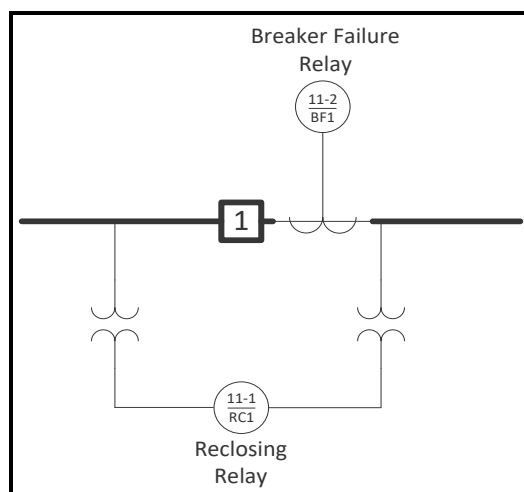 Breaker Failure
Relay
11-2
BF1
1
11-1
RC1
Reclosing
Relay